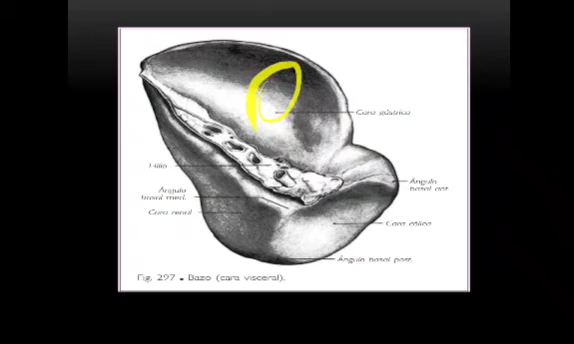 Cara gástrica
Hilio
Ángulo
basal ant.
Ángulo
basal med.
Cara renal
Cara cólica
Ángulo basal post.
Fig. 297 ▪ Bazo (cara visceral).